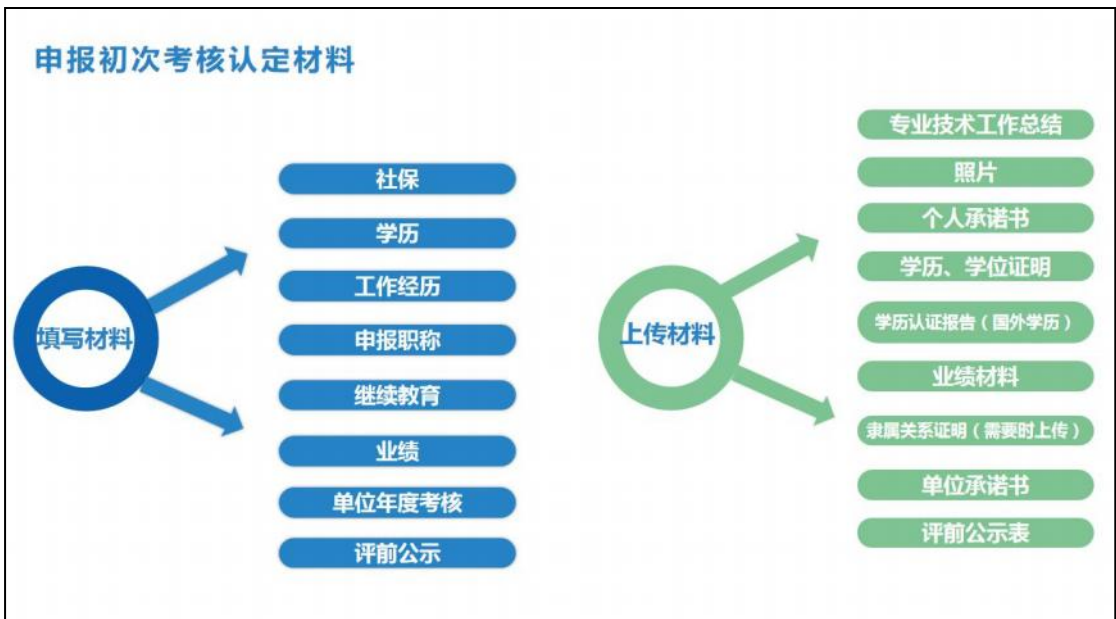 申报初次考核认定材料
填写材料
社保
学历
工作经历
申报职称
继续教育
业绩
单位年度考核
评前公示
上传材料
专业技术工作总结
照片
个人承诺书
学历、学位证明
学历认证报告（国外学历）
业绩材料
隶属关系证明（需要时上传）
单位承诺书
评前公示表